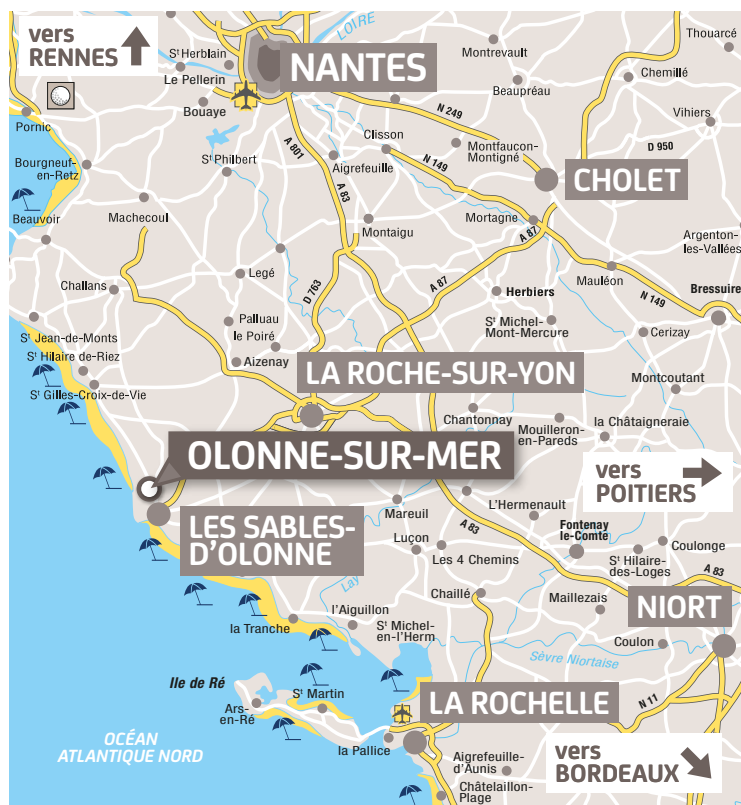 vers
RENNES
LOIRE
Thouarcé
St Herblain
NANTES
Montrevault
Le Pellerin
Chemillé
Beaupréau
Bouaye
N 249
Vihiers
Pornic
A 801
Clisson
D 950
Montfaucon-
Montigné
Bourgneuf-
en-Retz
St Philbert
Aigrefeuille
N 149
CHOLET
A 83
Beauvoir
Machecoul
Mortagne
Montaigu
A 87
Argenton-
les-Vallées
Legé
Challans
D 763
A 87
Herbiers
Mauléon
N 149
Bressuire
Palluau
le Poiré
St Michel-
Mont-Mercure
Cerizay
St Jean-de-Monts
St Hilaire de-Riez
Aizenay
LA ROCHE-SUR-YON
Montcoutant
St Gilles-Croix-de-Vie
Chantonnay
Mouilleron-
en-Pareds
la Châtaigneraie
OLONNE-SUR-MER
vers
POITIERS
Mareuil
L'Hermenault
LES SABLES-
D'OLONNE
A 83
Fontenay
le-Comté
Luçon
Les 4 Chemins
St Hilaire-
des-Loges
Coulonge
A 83
Lay
Chaillé
Maillezais
NIORT
l'Aiguillon
la Tranche
St Michel-
en-l'Herm
Coulon
Sèvre Niortaise
Ile de Ré
St Martin
Ars-
en-Ré
LA ROCHELLE
N 11
OCÉAN
ATLANTIQUE NORD
la Pallice
Aigrefeuille-
d'Aunis
vers
BORDEAUX
Châtelaillon-
Plage